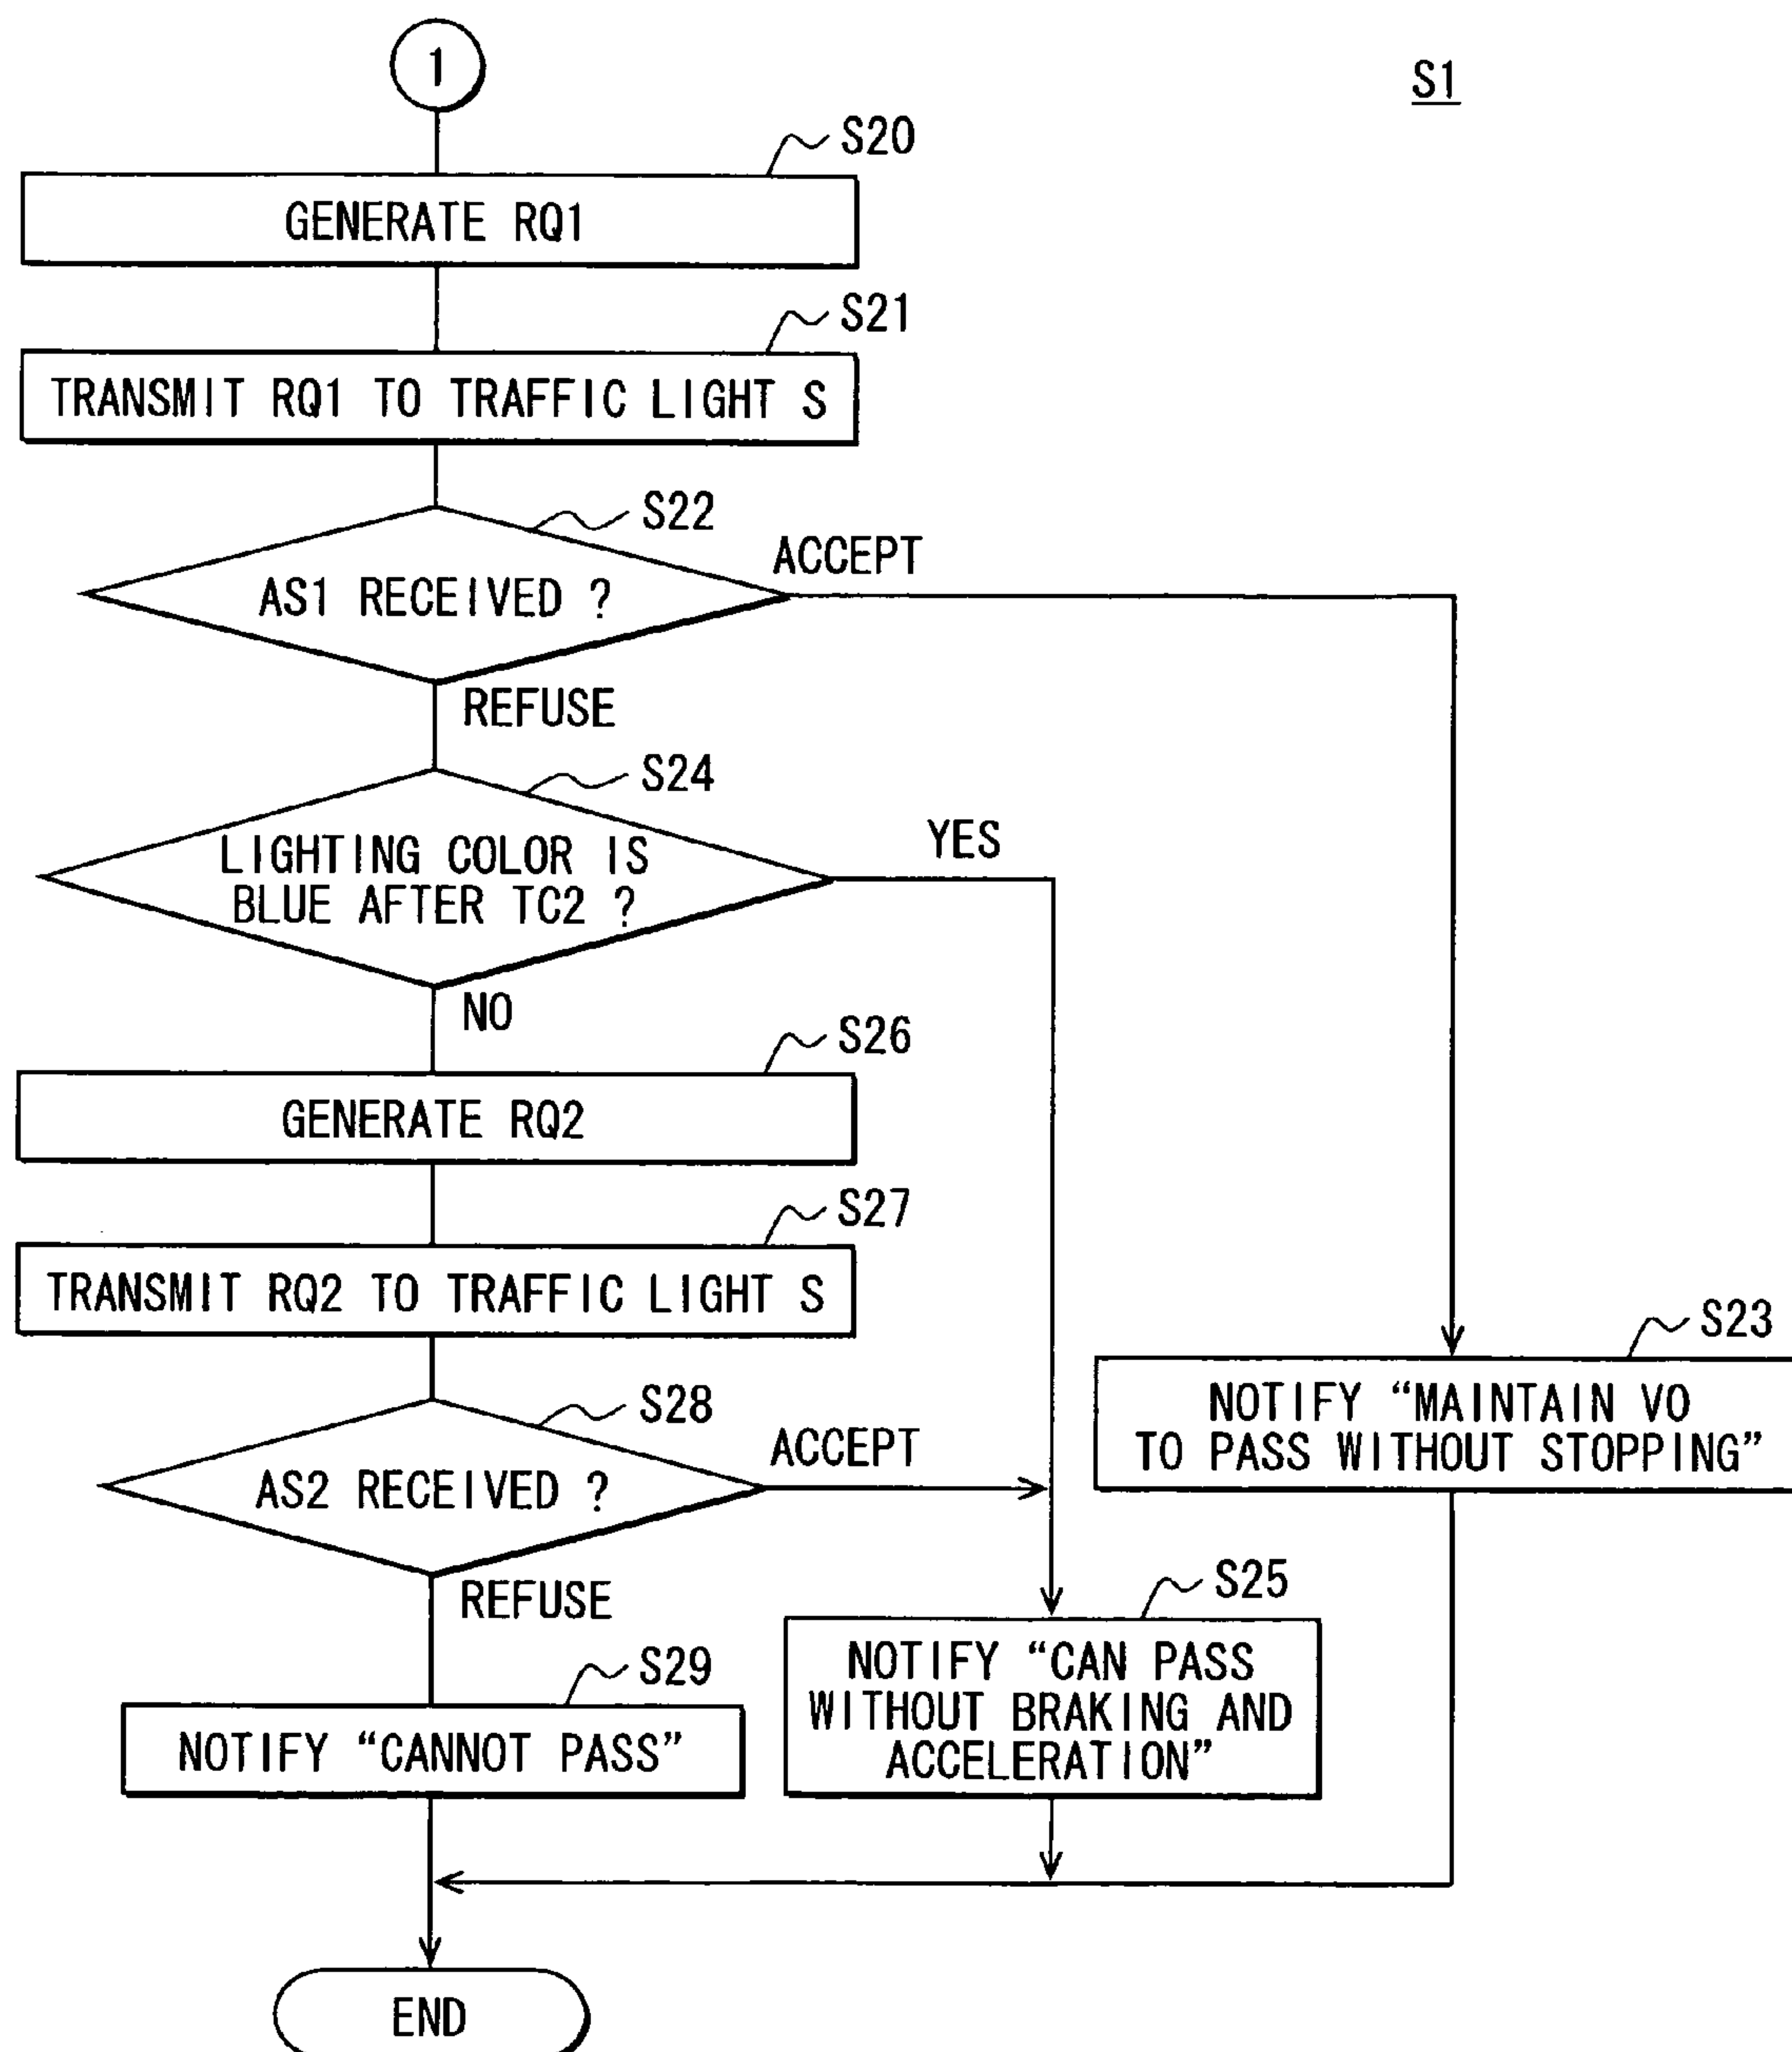 1
S1
S20
GENERATE RQ1
S21
TRANSMIT RQ1 TO TRAFFIC LIGHT S
S22
ACCEPT
AS1 RECEIVED ?
REFUSE
S24
YES
LIGHTING COLOR IS
BLUE AFTER TC2 ?
NO
S26
GENERATE RQ2
S27
TRANSMIT RQ2 TO TRAFFIC LIGHT S
S23
NOTIFY “MAINTAIN VO
TO PASS WITHOUT STOPPING”
S28
ACCEPT
AS2 RECEIVED ?
REFUSE
S25
NOTIFY “CAN PASS
WITHOUT BRAKING AND
ACCELERATION”
S29
NOTIFY “CANNOT PASS”
END